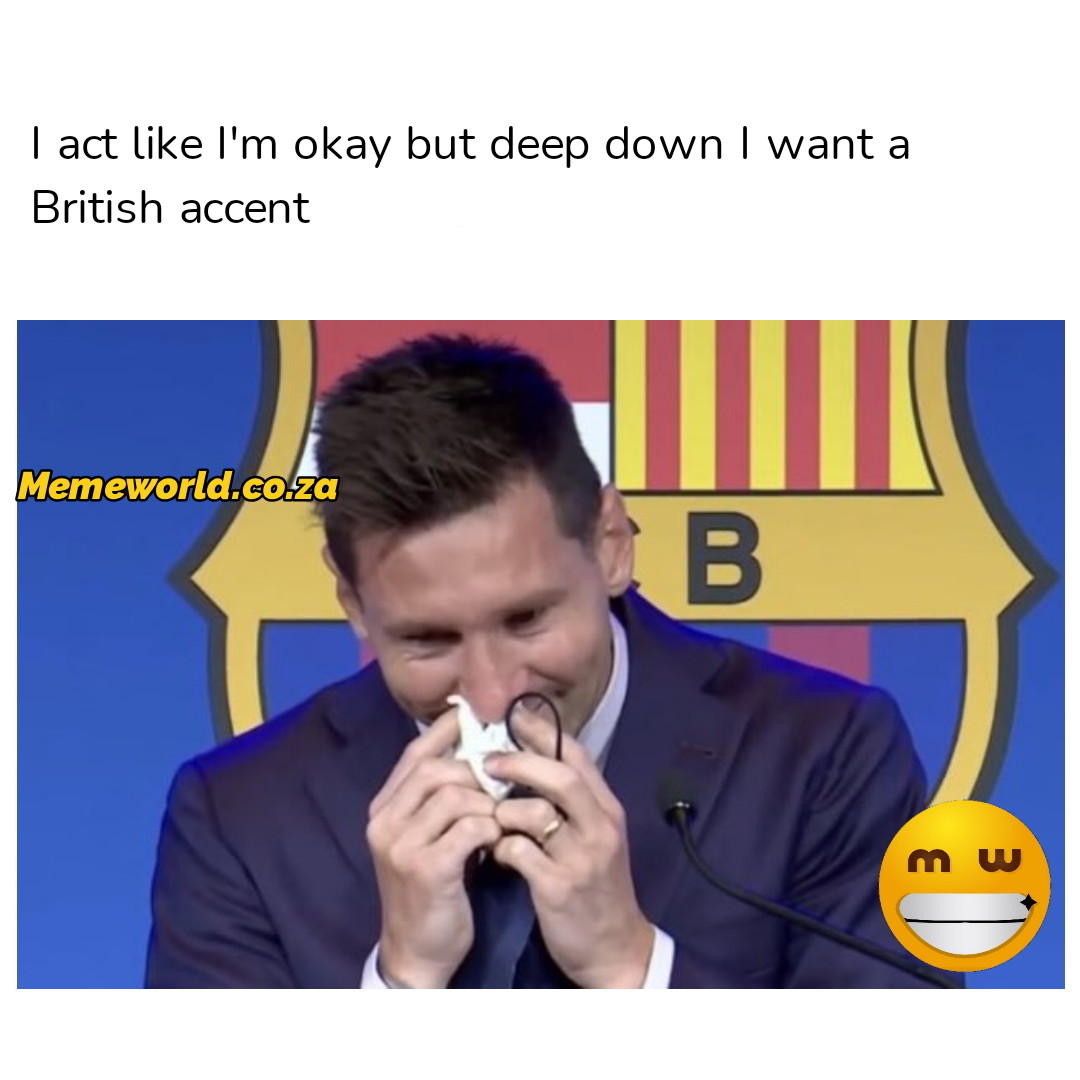 I act like I'm okay but deep down I want a
British accent
Memeworld.co.za
B
m w